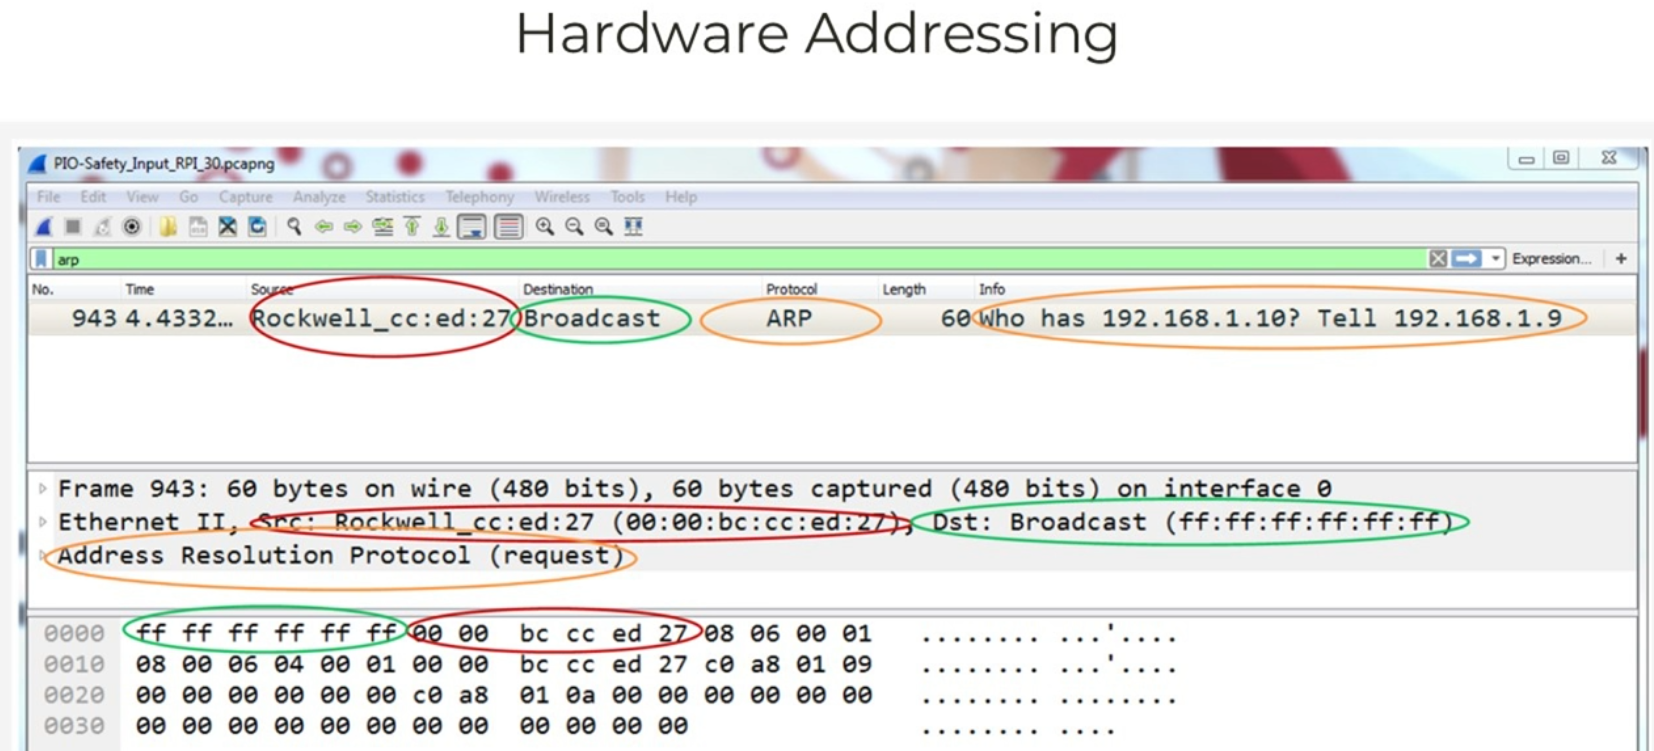 Hardware Addressing
PIO-Safety_Input_RPI_30.pcapng
File Edit View Go Capture Analyze Statistics Telephony Wireless Tools Help
arp Expression... +
No. Time Source Destination Protocol Length Info
943 4.4332… Rockwell_cc:ed:27 Broadcast ARP 60 Who has 192.168.1.10? Tell 192.168.1.9
Frame 943: 60 bytes on wire (480 bits), 60 bytes captured (480 bits) on interface 0
Ethernet II, Src: Rockwell_cc:ed:27 (00:00:bc:cc:ed:27), Dst: Broadcast (ff:ff:ff:ff:ff:ff)
Address Resolution Protocol (request)
0000 ff ff ff ff ff ff 00 00 bc cc ed 27 08 06 00 01 ........ ...'....
0010 08 00 06 04 00 01 00 00 bc cc ed 27 c0 a8 01 09 ........ ...'....
0020 00 00 00 00 00 00 c0 a8 01 0a 00 00 00 00 00 00 ........ ........
0030 00 00 00 00 00 00 00 00 00 00 00 00 ........ ....